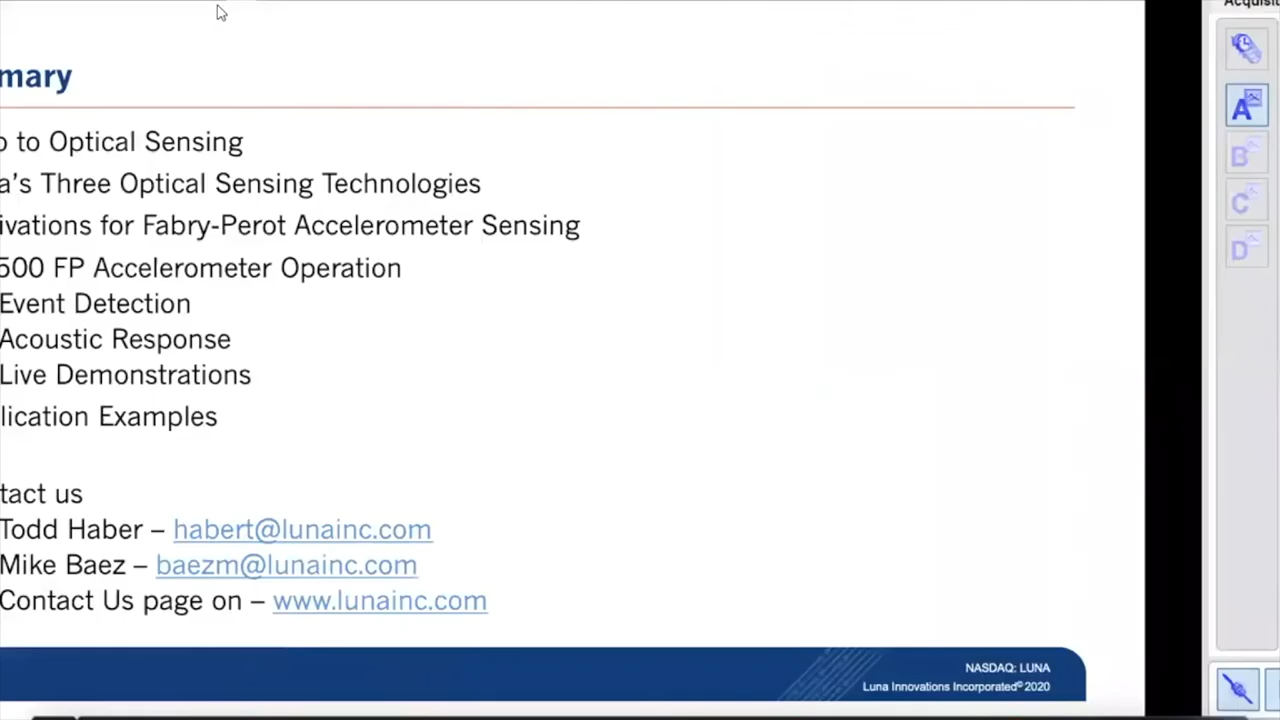 Acquisit
mary
o to Optical Sensing
a's Three Optical Sensing Technologies
ivations for Fabry-Perot Accelerometer Sensing
500 FP Accelerometer Operation
Event Detection
Acoustic Response
Live Demonstrations
lication Examples
tact us
Todd Haber – habert@lunainc.com
Mike Baez – baezm@lunainc.com
Contact Us page on – www.lunainc.com
NASDAQ: LUNA
Luna Innovations Incorporated© 2020
A
B
C
D